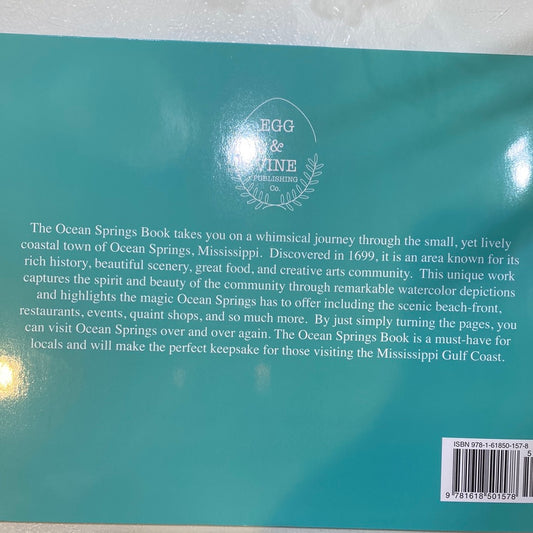 EGG
&
VINE
PUBLISHING
Co.
The Ocean Springs Book takes you on a whimsical journey through the small, yet lively
coastal town of Ocean Springs, Mississippi. Discovered in 1699, it is an area known for its
rich history, beautiful scenery, great food, and creative arts community. This unique work
captures the spirit and beauty of the community through remarkable watercolor depictions
and highlights the magic Ocean Springs has to offer including the scenic beach-front,
restaurants, events, quaint shops, and so much more. By just simply turning the pages, you
can visit Ocean Springs over and over again. The Ocean Springs Book is a must-have for
locals and will make the perfect keepsake for those visiting the Mississippi Gulf Coast.
ISBN 978-1-61850-157-8
5
9 781618 501578